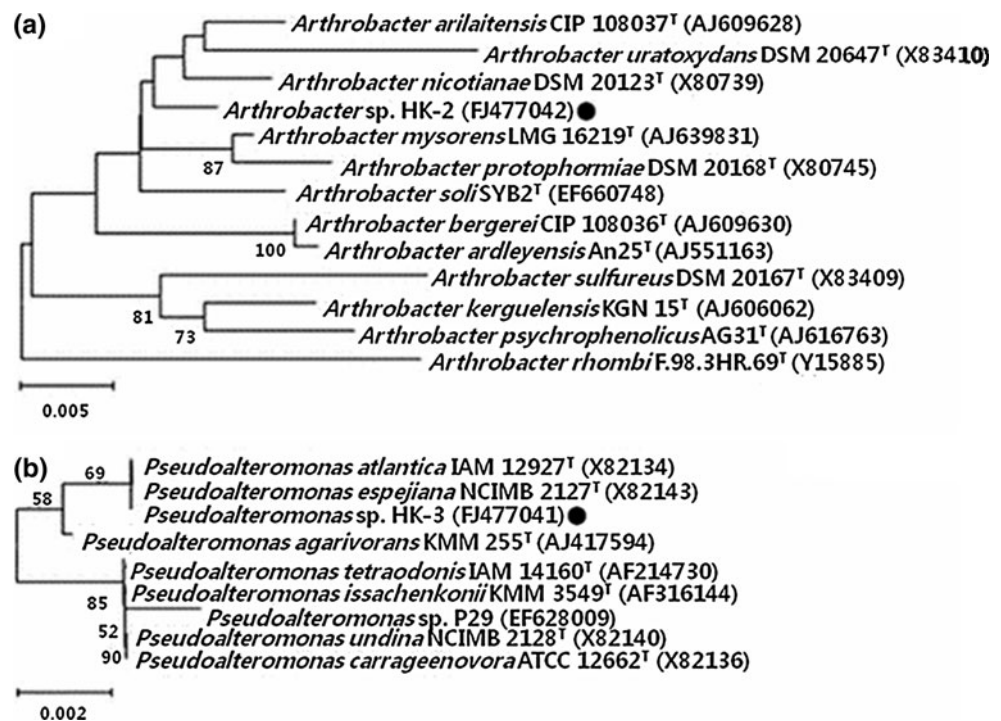 (a)
Arthrobacter arilaitensis CIP 108037ᵀ (AJ609628)
Arthrobacter uratoxydans DSM 20647ᵀ (X83410)
Arthrobacter nicotianae DSM 20123ᵀ (X80739)
Arthrobacter sp. HK-2 (FJ477042)
Arthrobacter mysorens LMG 16219ᵀ (AJ639831)
87
Arthrobacter protophormiae DSM 20168ᵀ (X80745)
Arthrobacter soli SYB2ᵀ (EF660748)
Arthrobacter bergerei CIP 108036ᵀ (AJ609630)
100
Arthrobacter ardleyensis An25ᵀ (AJ551163)
Arthrobacter sulfureus DSM 20167ᵀ (X83409)
Arthrobacter kerguelensis KGN 15ᵀ (AJ606062)
81
73
Arthrobacter psychrophenolicus AG31ᵀ (AJ616763)
Arthrobacter rhombi F.98.3HR.69ᵀ (Y15885)
0.005
(b)
69
Pseudoalteromonas atlantica IAM 12927ᵀ (X82134)
58
Pseudoalteromonas espejiana NCIMB 2127ᵀ (X82143)
Pseudoalteromonas sp. HK-3 (FJ477041)
Pseudoalteromonas agarivorans KMM 255ᵀ (AJ417594)
Pseudoalteromonas tetraodonis IAM 14160ᵀ (AF214730)
85
Pseudoalteromonas issachenkonii KMM 3549ᵀ (AF316144)
Pseudoalteromonas sp. P29 (EF628009)
52
Pseudoalteromonas undina NCIMB 2128ᵀ (X82140)
90
Pseudoalteromonas carrageenovora ATCC 12662ᵀ (X82136)
0.002